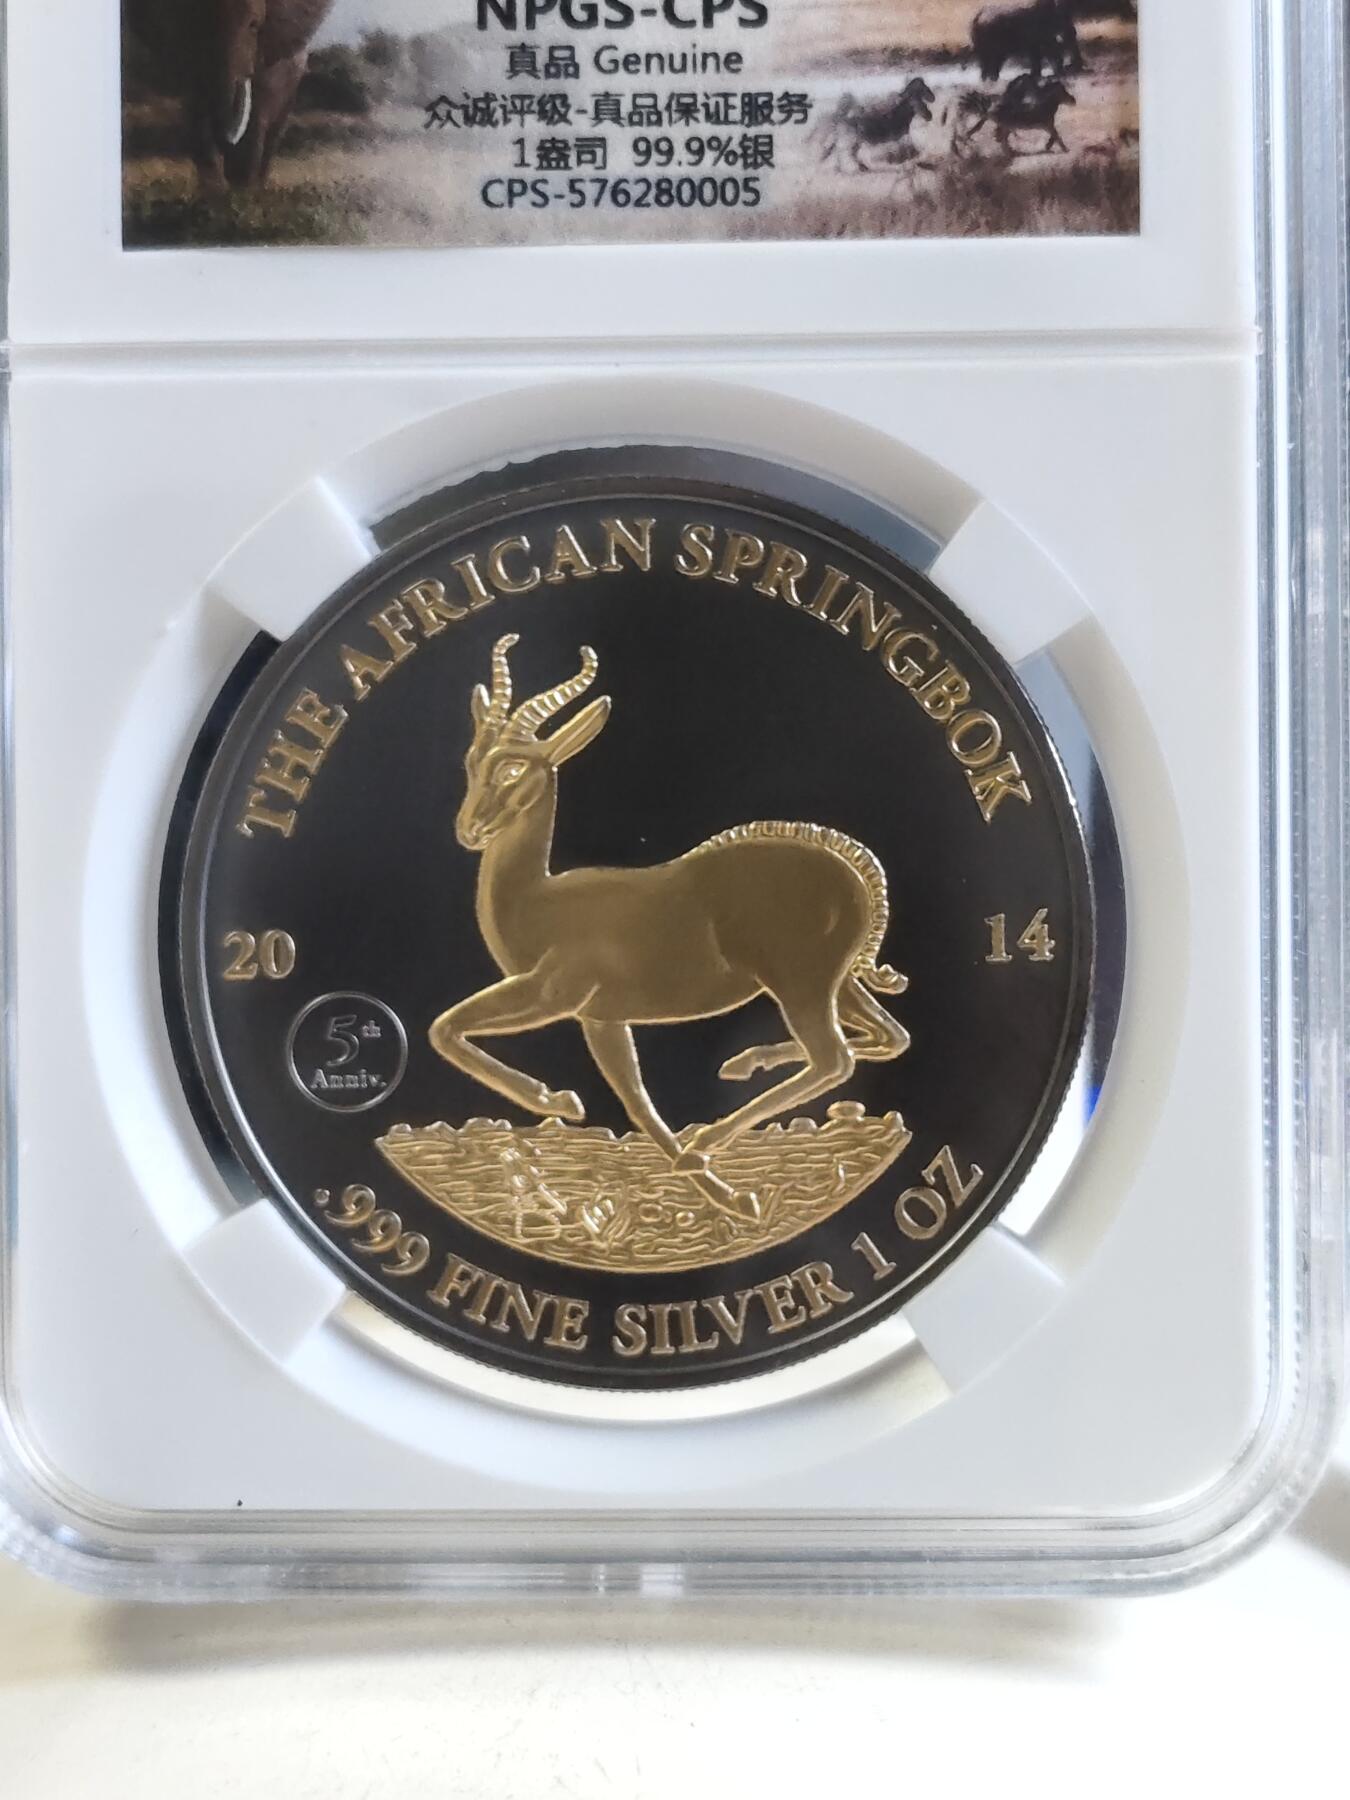 NPGS-CPS
真品 Genuine
众诚评级-真品保证服务
1盎司 99.9%银
CPS-576280005
THE AFRICAN SPRINGBOK
20 14
5th
Anniv.
.999 FINE SILVER 1 OZ